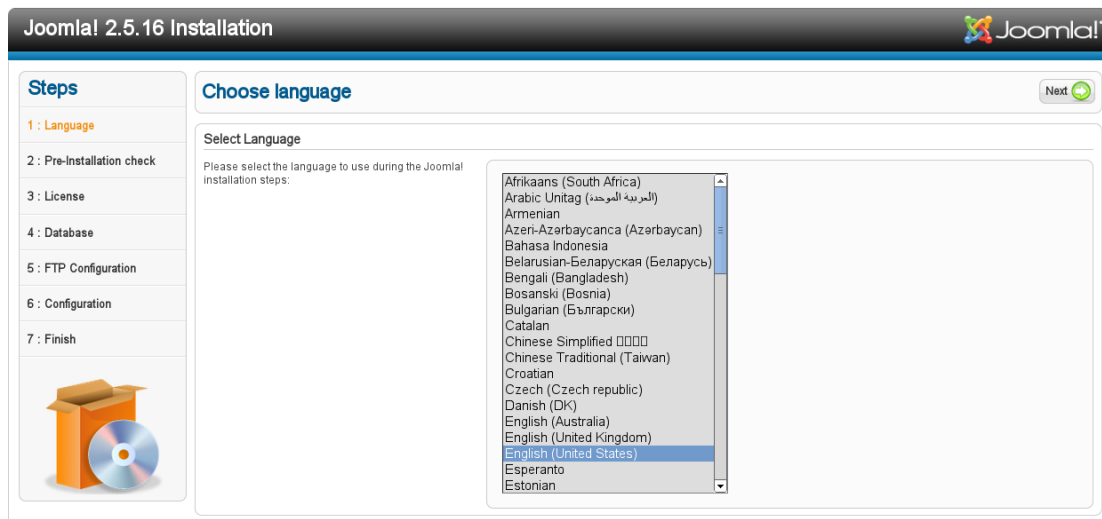 Joomla! 2.5.16 Installation
Joomla!
Steps
1 : Language
2 : Pre-Installation check
3 : License
4 : Database
5 : FTP Configuration
6 : Configuration
7 : Finish
Choose language
Next
Select Language
Please select the language to use during the Joomla!
installation steps:
Afrikaans (South Africa)
Arabic Unitag (العربية الموحدة)
Armenian
Azeri-Azərbaycanca (Azərbaycan)
Bahasa Indonesia
Belarusian-Беларуская (Беларусь)
Bengali (Bangladesh)
Bosanski (Bosnia)
Bulgarian (Български)
Catalan
Chinese Simplified
Chinese Traditional (Taiwan)
Croatian
Czech (Czech republic)
Danish (DK)
English (Australia)
English (United Kingdom)
English (United States)
Esperanto
Estonian